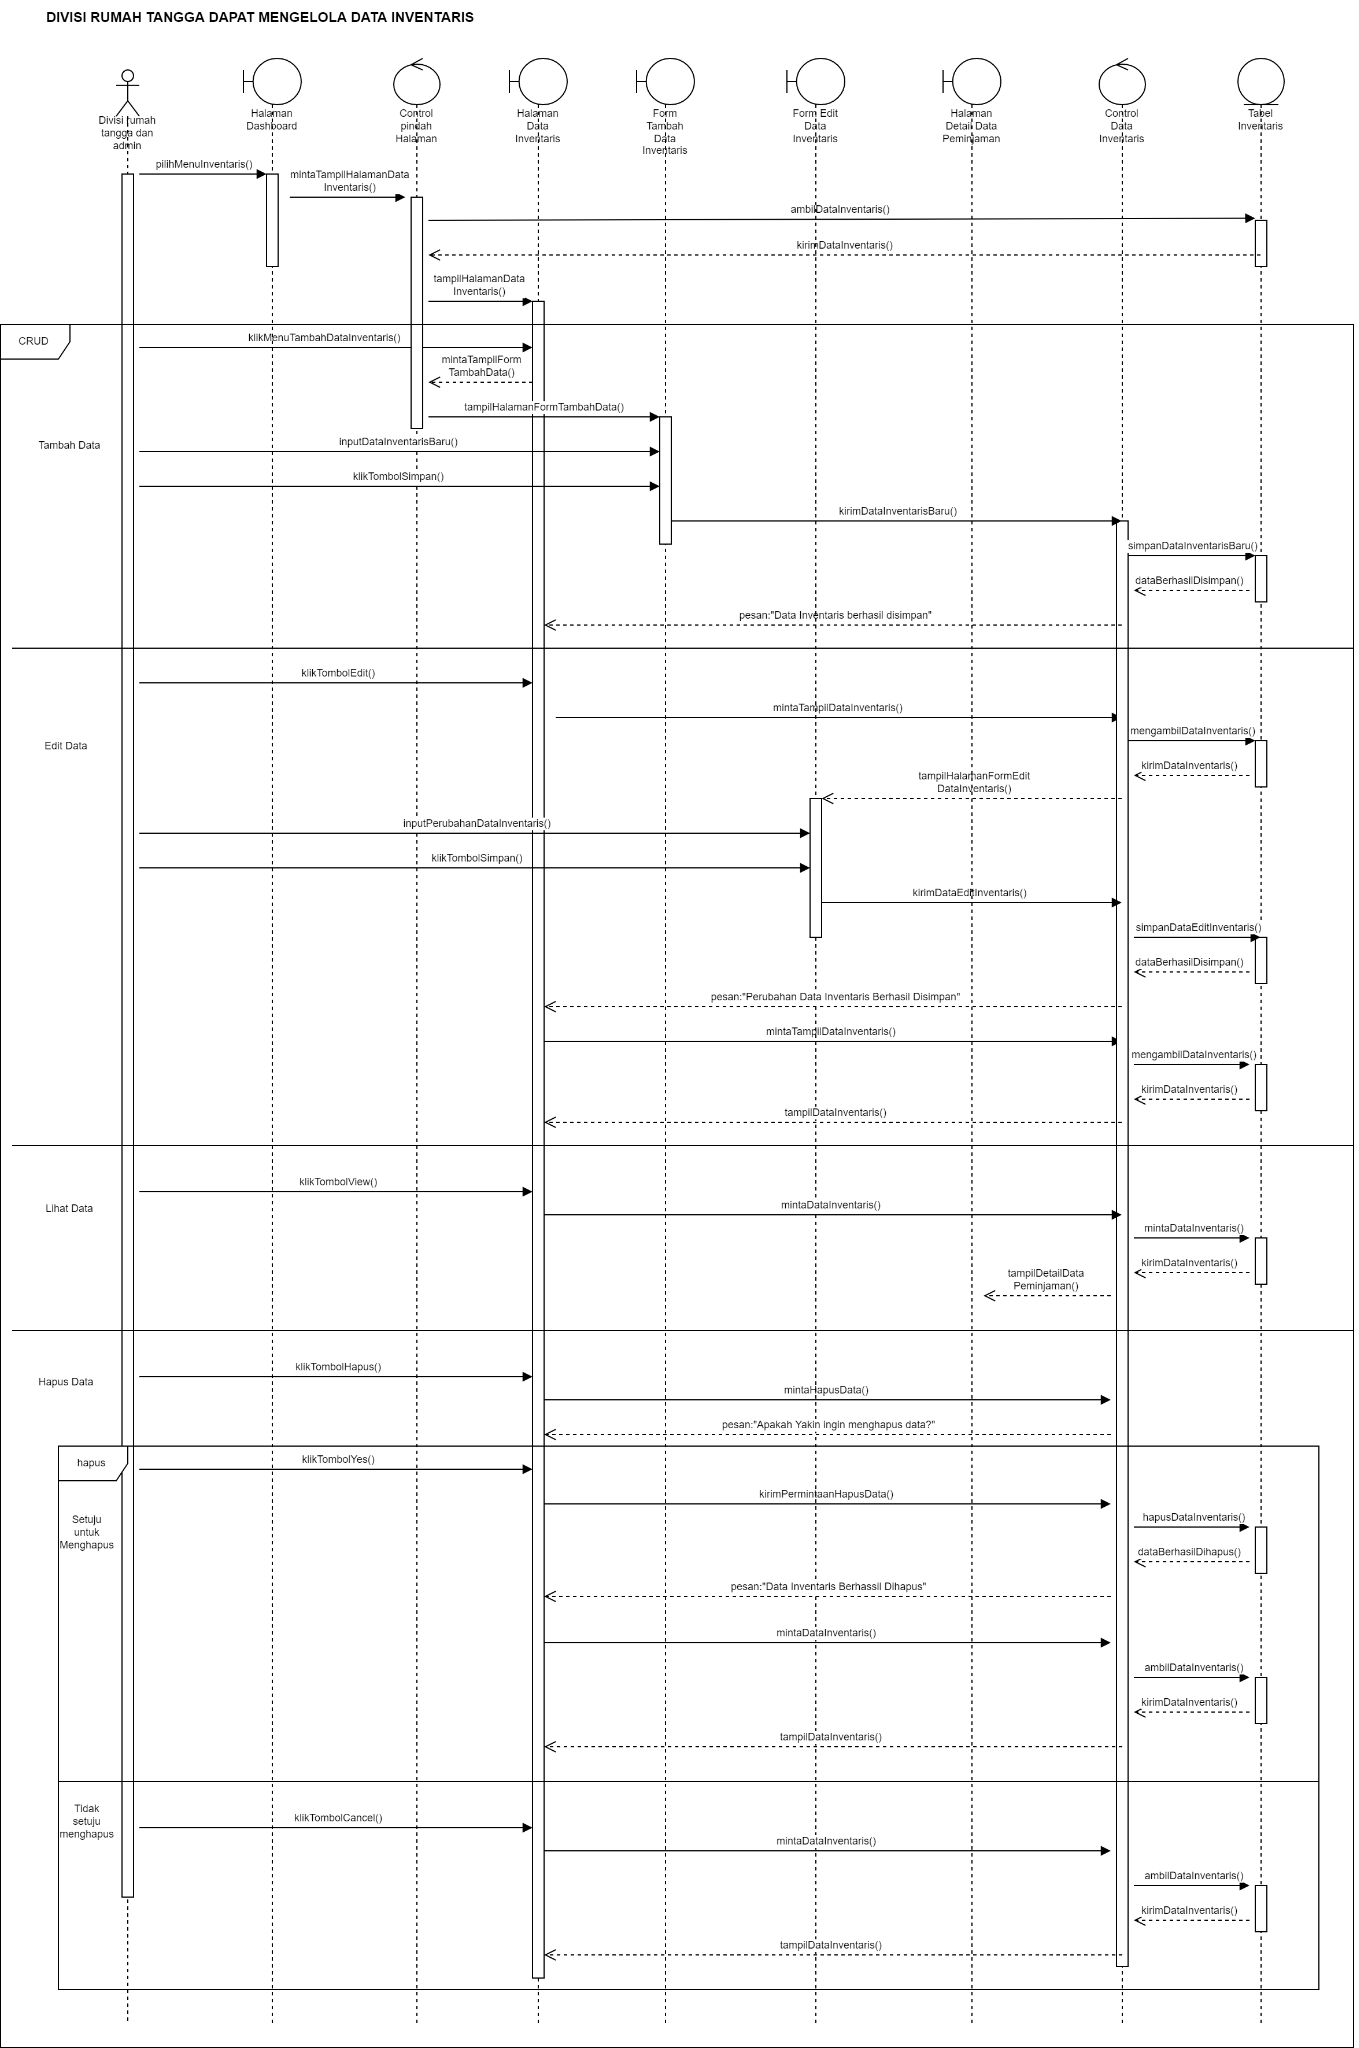 DIVISI RUMAH TANGGA DAPAT MENGELOLA DATA INVENTARIS
Divisi rumah
tangga dan
admin
Halaman
Dashboard
Control
pindah
Halaman
Halaman
Data
Inventaris
Form
Tambah
Data
Inventaris
Form Edit
Data
Inventaris
Halaman
Detail Data
Peminjaman
Control
Data
Inventaris
Tabel
Inventaris
pilihMenuInventaris()
mintaTampilHalamanData
Inventaris()
ambilDataInventaris()
kirimDataInventaris()
tampilHalamanData
Inventaris()
CRUD
klikMenuTambahDataInventaris()
mintaTampilForm
TambahData()
tampilHalamanFormTambahData()
Tambah Data
inputDataInventarisBaru()
klikTombolSimpan()
kirimDataInventarisBaru()
simpanDataInventarisBaru()
dataBerhasilDisimpan()
pesan:"Data Inventaris berhasil disimpan"
klikTombolEdit()
mintaTampilDataInventaris()
mengambilDataInventaris()
Edit Data
kirimDataInventaris()
tampilHalamanFormEdit
DataInventaris()
inputPerubahanDataInventaris()
klikTombolSimpan()
kirimDataEditInventaris()
simpanDataEditInventaris()
dataBerhasilDisimpan()
pesan:"Perubahan Data Inventaris Berhasil Disimpan"
mintaTampilDataInventaris()
mengambilDataInventaris()
kirimDataInventaris()
tampilDataInventaris()
klikTombolView()
Lihat Data
mintaDataInventaris()
mintaDataInventaris()
kirimDataInventaris()
tampilDetailData
Peminjaman()
klikTombolHapus()
Hapus Data
mintaHapusData()
pesan:"Apakah Yakin ingin menghapus data?"
hapus
klikTombolYes()
kirimPermintaanHapusData()
Setuju
untuk
Menghapus
hapusDataInventaris()
dataBerhasilDihapus()
pesan:"Data Inventaris Berhassil Dihapus"
mintaDataInventaris()
ambilDataInventaris()
kirimDataInventaris()
tampilDataInventaris()
Tidak
setuju
menghapus
klikTombolCancel()
mintaDataInventaris()
ambilDataInventaris()
kirimDataInventaris()
tampilDataInventaris()